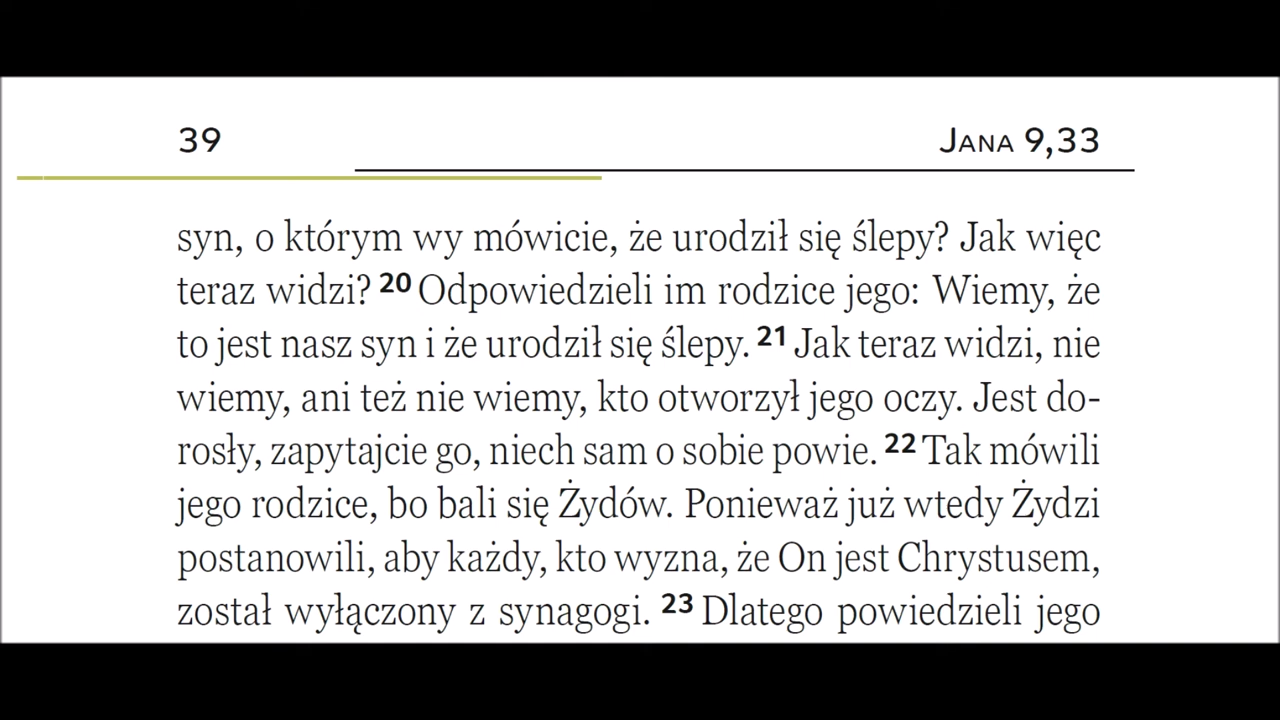 39 Jana 9,33
syn, o którym wy mówicie, że urodził się ślepy? Jak więc
teraz widzi? 20 Odpowiedzieli im rodzice jego: Wiemy, że
to jest nasz syn i że urodził się ślepy. 21 Jak teraz widzi, nie
wiemy, ani też nie wiemy, kto otworzył jego oczy. Jest do-
rosły, zapytajcie go, niech sam o sobie powie. 22 Tak mówili
jego rodzice, bo bali się Żydów. Ponieważ już wtedy Żydzi
postanowili, aby każdy, kto wyzna, że On jest Chrystusem,
został wyłączony z synagogi. 23 Dlatego powiedzieli jego